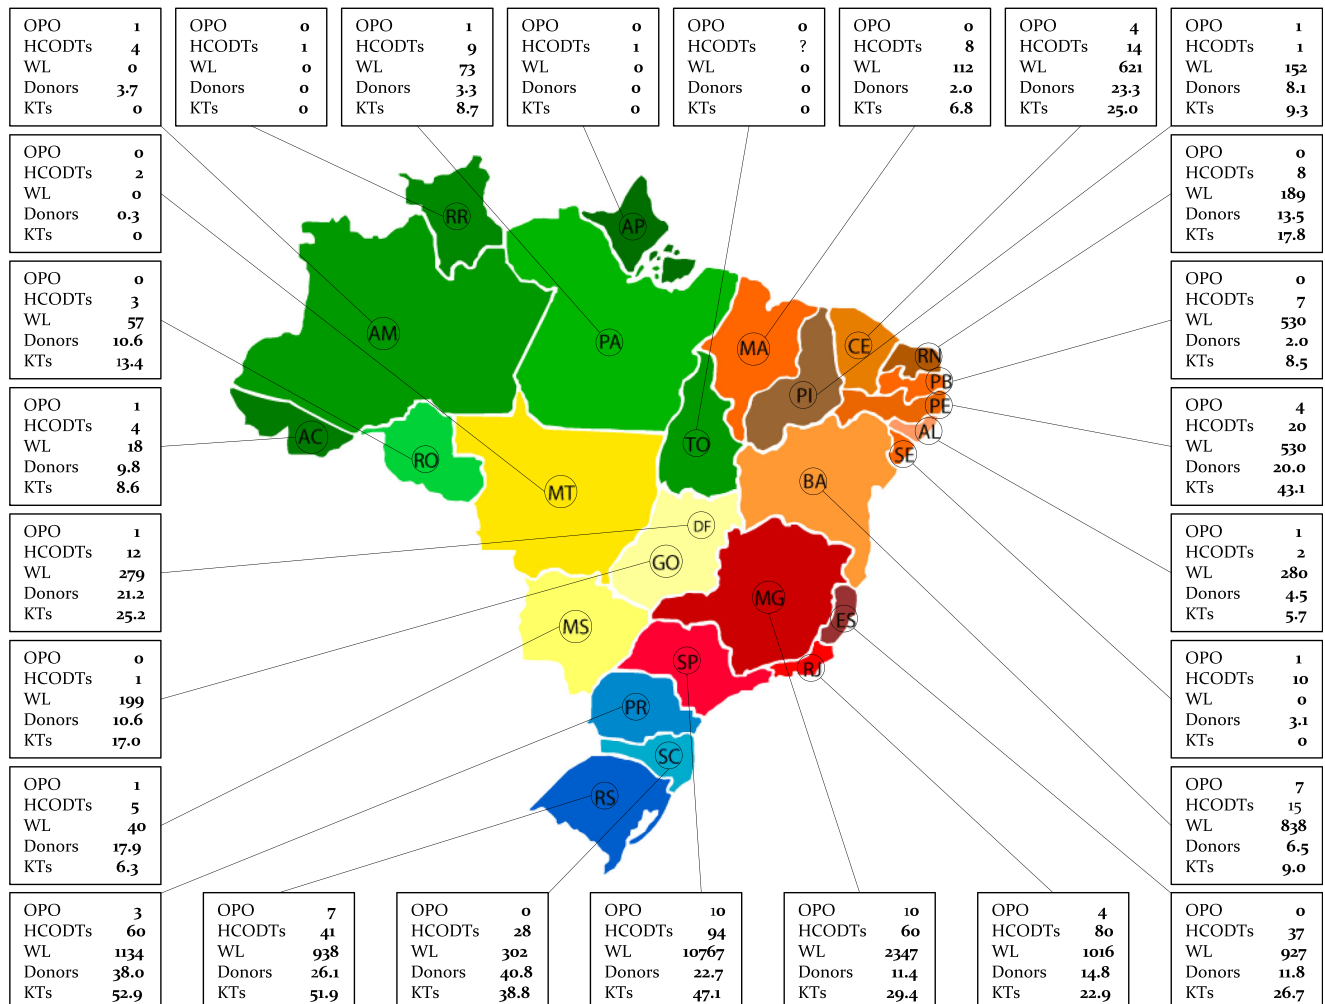 OPO 1
HCODTs 4
WL 0
Donors 3.7
KTs 0
OPO 0
HCODTs 1
WL 0
Donors 0
KTs 0
OPO 1
HCODTs 9
WL 73
Donors 3.3
KTs 8.7
OPO 0
HCODTs 1
WL 0
Donors 0
KTs 0
OPO 0
HCODTs ?
WL 0
Donors 0
KTs 0
OPO 0
HCODTs 8
WL 112
Donors 2.0
KTs 6.8
OPO 4
HCODTs 14
WL 621
Donors 23.3
KTs 25.0
OPO 1
HCODTs 1
WL 152
Donors 8.1
KTs 9.3
OPO 0
HCODTs 2
WL 0
Donors 0.3
KTs 0
OPO 0
HCODTs 3
WL 57
Donors 10.6
KTs 13.4
OPO 1
HCODTs 4
WL 18
Donors 9.8
KTs 8.6
OPO 1
HCODTs 12
WL 279
Donors 21.2
KTs 25.2
OPO 0
HCODTs 1
WL 199
Donors 10.6
KTs 17.0
OPO 1
HCODTs 5
WL 40
Donors 17.9
KTs 6.3
RR
AP
AM
PA
MA
CE
RN
PI
PB
PE
AC
RO
TO
AL
SE
MT
BA
DF
GO
MG
MS
ES
SP
RJ
PR
SC
RS
OPO 0
HCODTs 8
WL 189
Donors 13.5
KTs 17.8
OPO 0
HCODTs 7
WL 530
Donors 2.0
KTs 8.5
OPO 4
HCODTs 20
WL 530
Donors 20.0
KTs 43.1
OPO 1
HCODTs 2
WL 280
Donors 4.5
KTs 5.7
OPO 1
HCODTs 10
WL 0
Donors 3.1
KTs 0
OPO 7
HCODTs 15
WL 838
Donors 6.5
KTs 9.0
OPO 3
HCODTs 60
WL 1134
Donors 38.0
KTs 52.9
OPO 7
HCODTs 41
WL 938
Donors 26.1
KTs 51.9
OPO 0
HCODTs 28
WL 302
Donors 40.8
KTs 38.8
OPO 10
HCODTs 94
WL 10767
Donors 22.7
KTs 47.1
OPO 10
HCODTs 60
WL 2347
Donors 11.4
KTs 29.4
OPO 4
HCODTs 80
WL 1016
Donors 14.8
KTs 22.9
OPO 0
HCODTs 37
WL 927
Donors 11.8
KTs 26.7